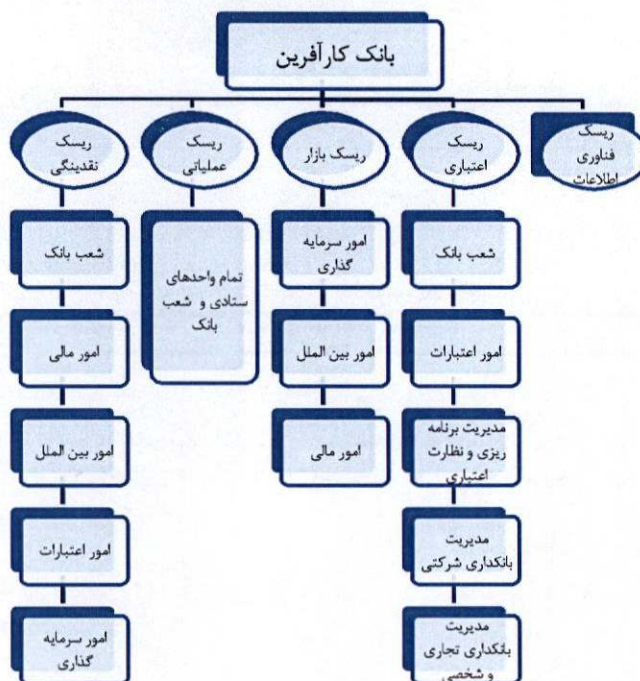 بانک کارآفرین
ریسک
فناوری
اطلاعات
ریسک
اعتباری
شعب بانک
امور اعتبارات
مدیریت برنامه
ریزی و نظارت
اعتباری
مدیریت
بانکداری شرکتی
مدیریت
بانکداری تجاری
و شخصی
ریسک بازار
امور سرمایه
گذاری
امور بین الملل
امور مالی
ریسک
عملیاتی
تمام واحدهای
ستادی و شعب
بانک
ریسک
نقدینگی
شعب بانک
امور مالی
امور بین الملل
امور اعتبارات
امور سرمایه
گذاری